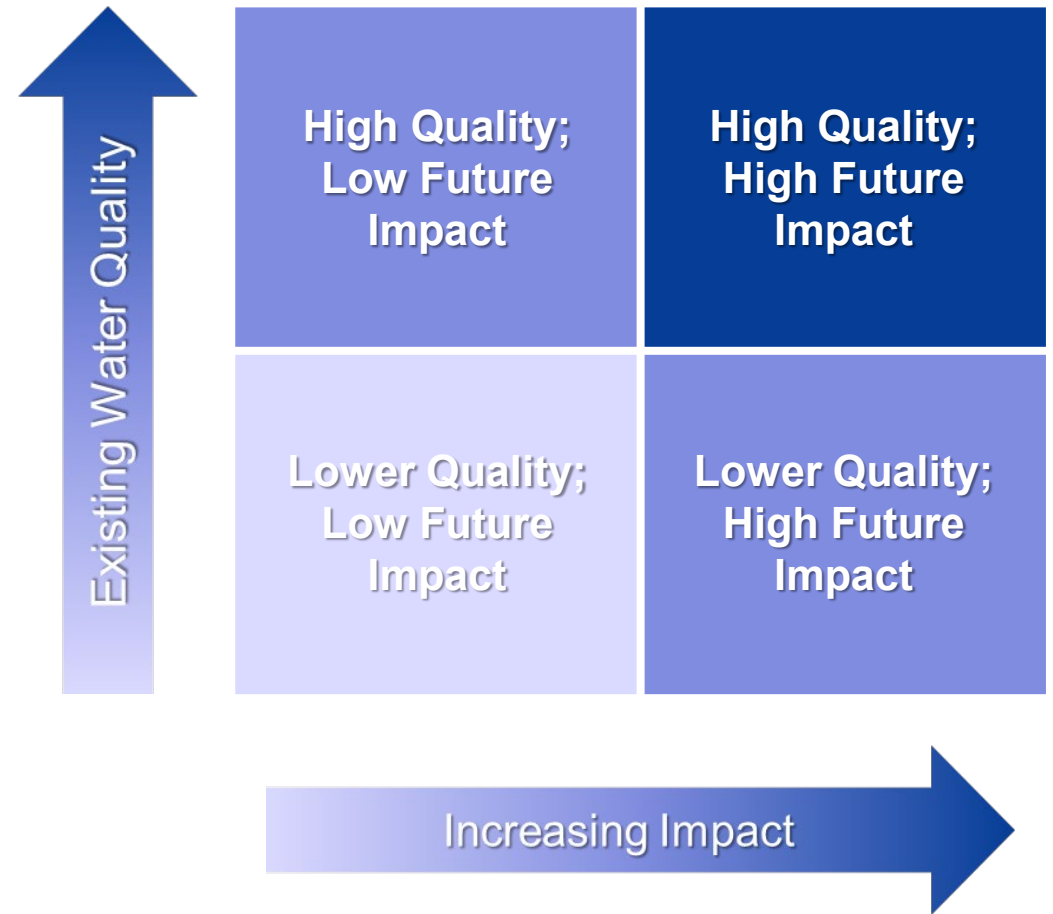 Existing Water Quality
High Quality;
Low Future
Impact
High Quality;
High Future
Impact
Lower Quality;
Low Future
Impact
Lower Quality;
High Future
Impact
Increasing Impact